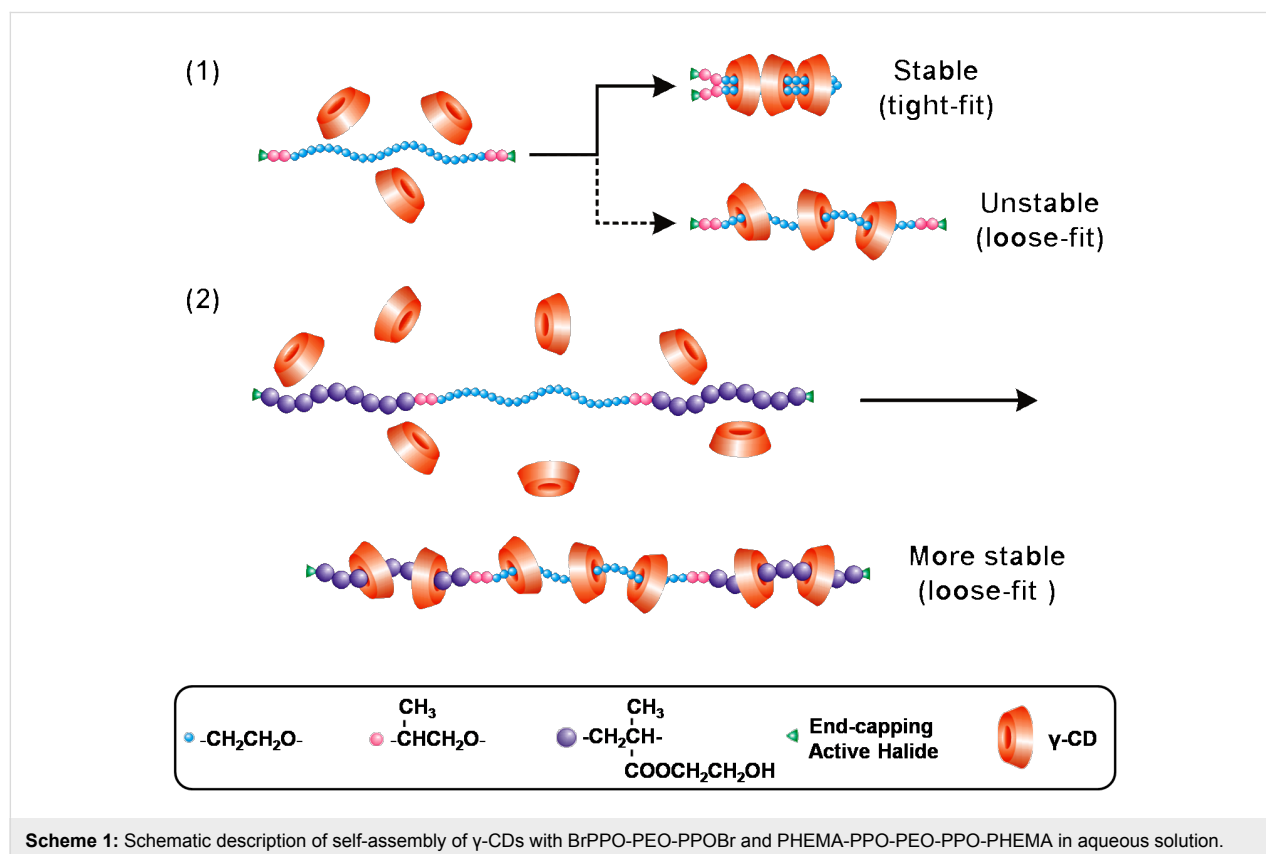 (1)
Stable
(tight-fit)
Unstable
(loose-fit)
(2)
More stable
(loose-fit )
-CH₂CH₂O-
CH₃
-CHCH₂O-
CH₃
-CH₂CH-
COOCH₂CH₂OH
End-capping
Active Halide
γ-CD
Scheme 1: Schematic description of self-assembly of γ-CDs with BrPPO-PEO-PPOBr and PHEMA-PPO-PEO-PPO-PHEMA in aqueous solution.